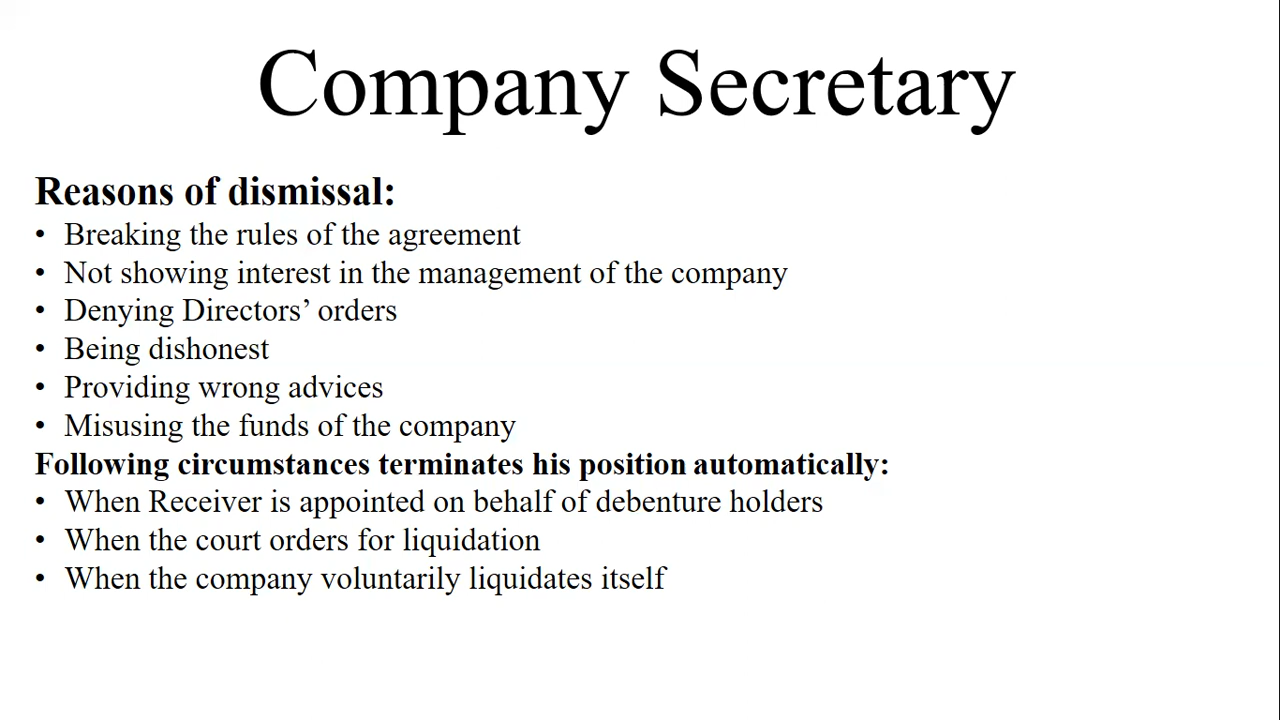 Company Secretary
Reasons of dismissal:
• Breaking the rules of the agreement
• Not showing interest in the management of the company
• Denying Directors’ orders
• Being dishonest
• Providing wrong advices
• Misusing the funds of the company
Following circumstances terminates his position automatically:
• When Receiver is appointed on behalf of debenture holders
• When the court orders for liquidation
• When the company voluntarily liquidates itself